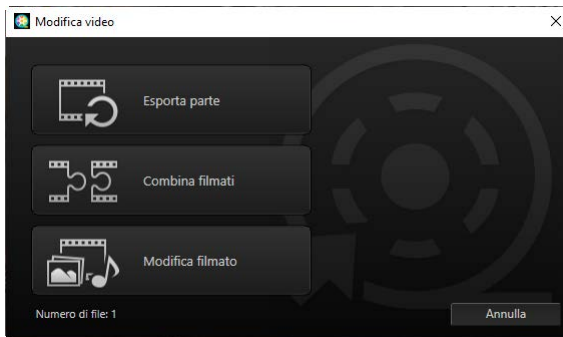 Modifica video
Esporta parte
Combina filmati
Modifica filmato
Numero di file: 1
Annulla